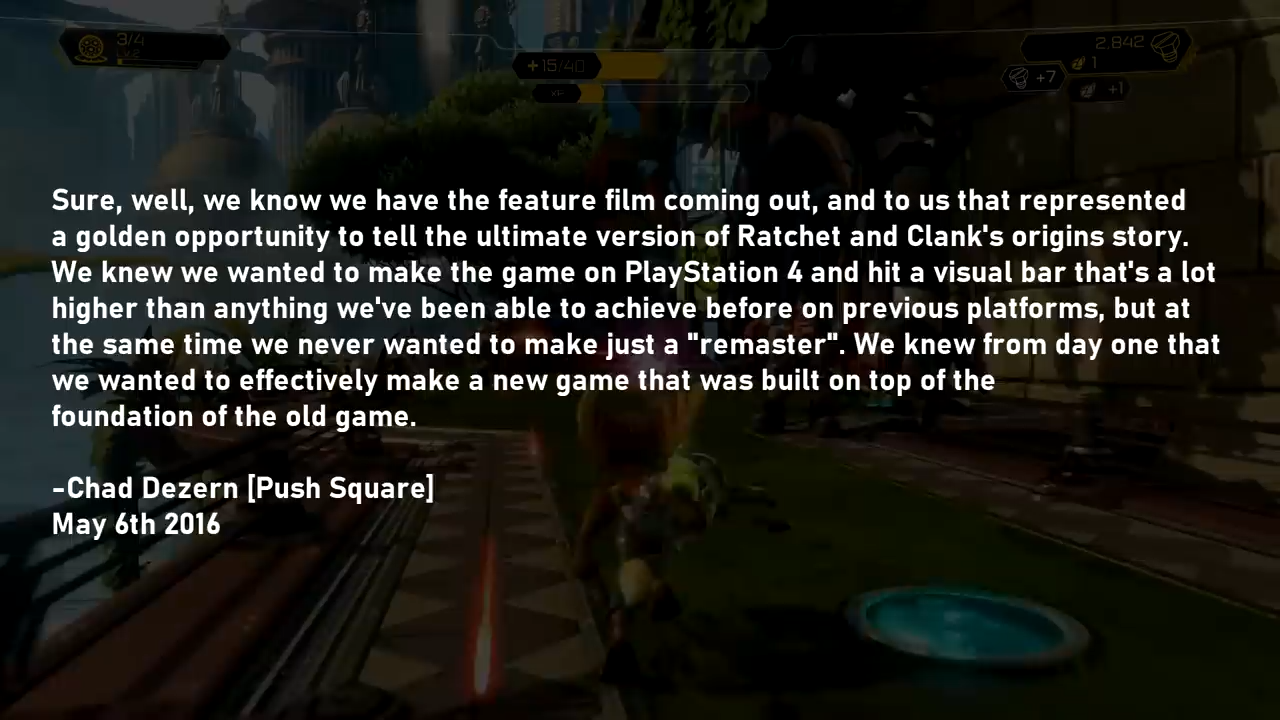 3/4
LV2
+15/40
2,842
1
+7
+1
Sure, well, we know we have the feature film coming out, and to us that represented
a golden opportunity to tell the ultimate version of Ratchet and Clank's origins story.
We knew we wanted to make the game on PlayStation 4 and hit a visual bar that's a lot
higher than anything we've been able to achieve before on previous platforms, but at
the same time we never wanted to make just a "remaster". We knew from day one that
we wanted to effectively make a new game that was built on top of the
foundation of the old game.
-Chad Dezern [Push Square]
May 6th 2016